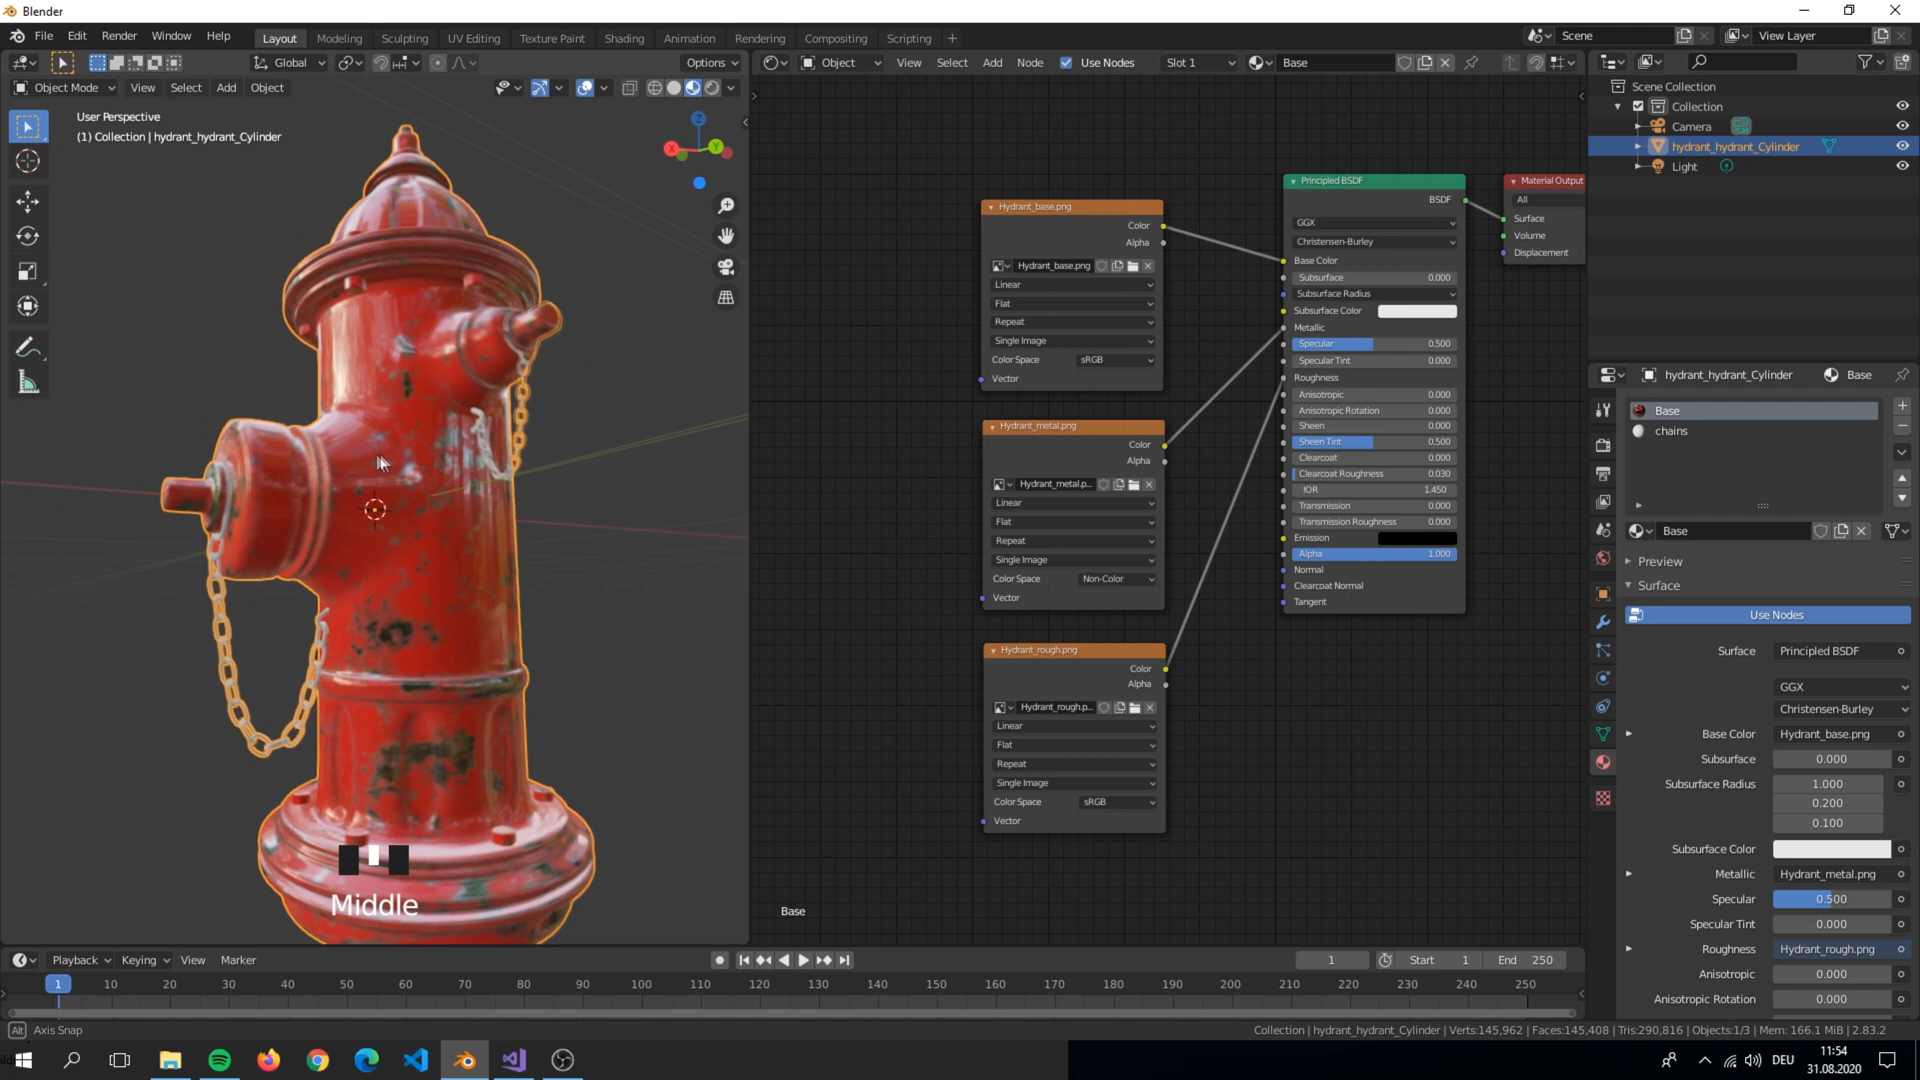 Blender
File Edit Render Window Help
Layout Modeling Sculpting UV Editing Texture Paint Shading Animation Rendering Compositing Scripting +
Scene
View Layer
Global
Options
Object
View Select Add Node Use Nodes
Slot 1
Base
Object Mode View Select Add Object
User Perspective
(1) Collection | hydrant_hydrant_Cylinder
Z
X
Y
Middle
Hydrant_base.png
Color
Alpha
Hydrant_base.png
Linear
Flat
Repeat
Single Image
Color Space sRGB
Vector
Hydrant_metal.png
Color
Alpha
Hydrant_metal.p...
Linear
Flat
Repeat
Single Image
Color Space Non-Color
Vector
Hydrant_rough.png
Color
Alpha
Hydrant_rough.p...
Linear
Flat
Repeat
Single Image
Color Space sRGB
Vector
Principled BSDF
BSDF
GGX
Christensen-Burley
Base Color
Subsurface 0.000
Subsurface Radius
Subsurface Color
Metallic
Specular 0.500
Specular Tint 0.000
Roughness
Anisotropic 0.000
Anisotropic Rotation 0.000
Sheen 0.000
Sheen Tint 0.500
Clearcoat 0.000
Clearcoat Roughness 0.030
IOR 1.450
Transmission 0.000
Transmission Roughness 0.000
Emission
Alpha 1.000
Normal
Clearcoat Normal
Tangent
Material Output
All
Surface
Volume
Displacement
Base
Scene Collection
Collection
Camera
hydrant_hydrant_Cylinder
Light
hydrant_hydrant_Cylinder Base
Base
chains
Base
Preview
Surface
Use Nodes
Surface Principled BSDF
GGX
Christensen-Burley
Base Color Hydrant_base.png
Subsurface 0.000
Subsurface Radius 1.000
0.200
0.100
Subsurface Color
Metallic Hydrant_metal.png
Specular 0.500
Specular Tint 0.000
Roughness Hydrant_rough.png
Anisotropic 0.000
Anisotropic Rotation 0.000
Playback Keying View Marker
1 Start 1 End 250
1 10 20 30 40 50 60 70 80 90 100 110 120 130 140 150 160 170 180 190 200 210 220 230 240 250
Alt Axis Snap
Collection | hydrant_hydrant_Cylinder | Verts:145,962 | Faces:145,408 | Tris:290,816 | Objects:1/3 | Mem: 166.1 MiB | 2.83.2
DEU
11:54
31.08.2020